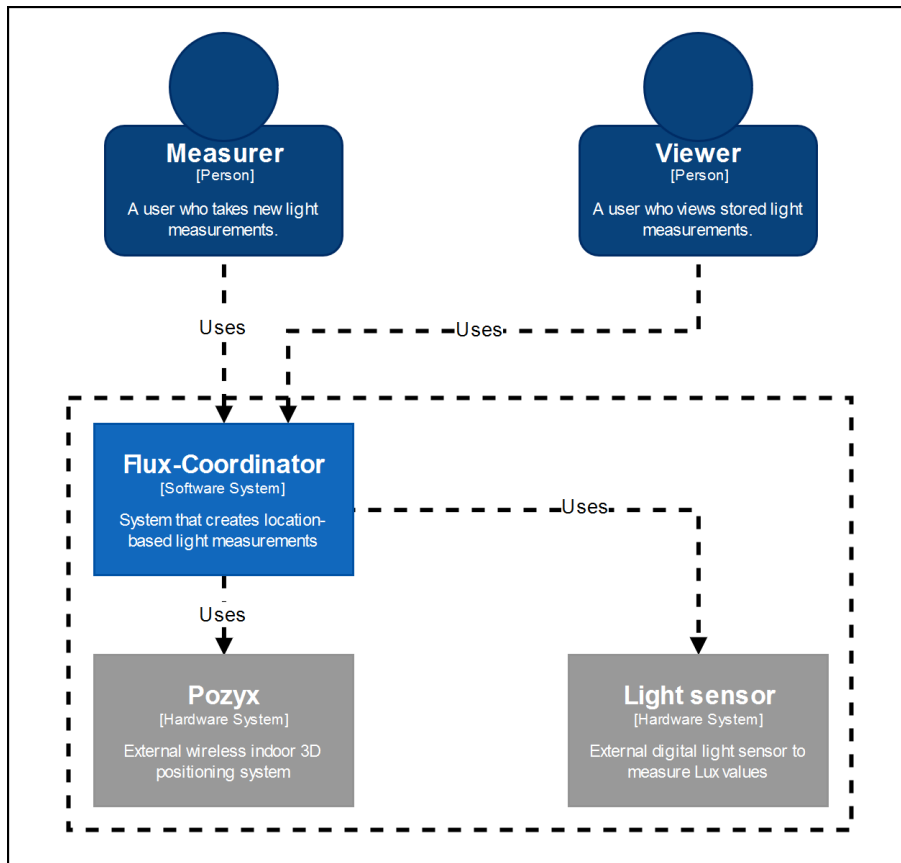 Measurer
[Person]
A user who takes new light
measurements.
Viewer
[Person]
A user who views stored light
measurements.
Uses
Uses
Flux-Coordinator
[Software System]
System that creates location-
based light measurements
Uses
Uses
Pozyx
[Hardware System]
External wireless indoor 3D
positioning system
Light sensor
[Hardware System]
External digital light sensor to
measure Lux values